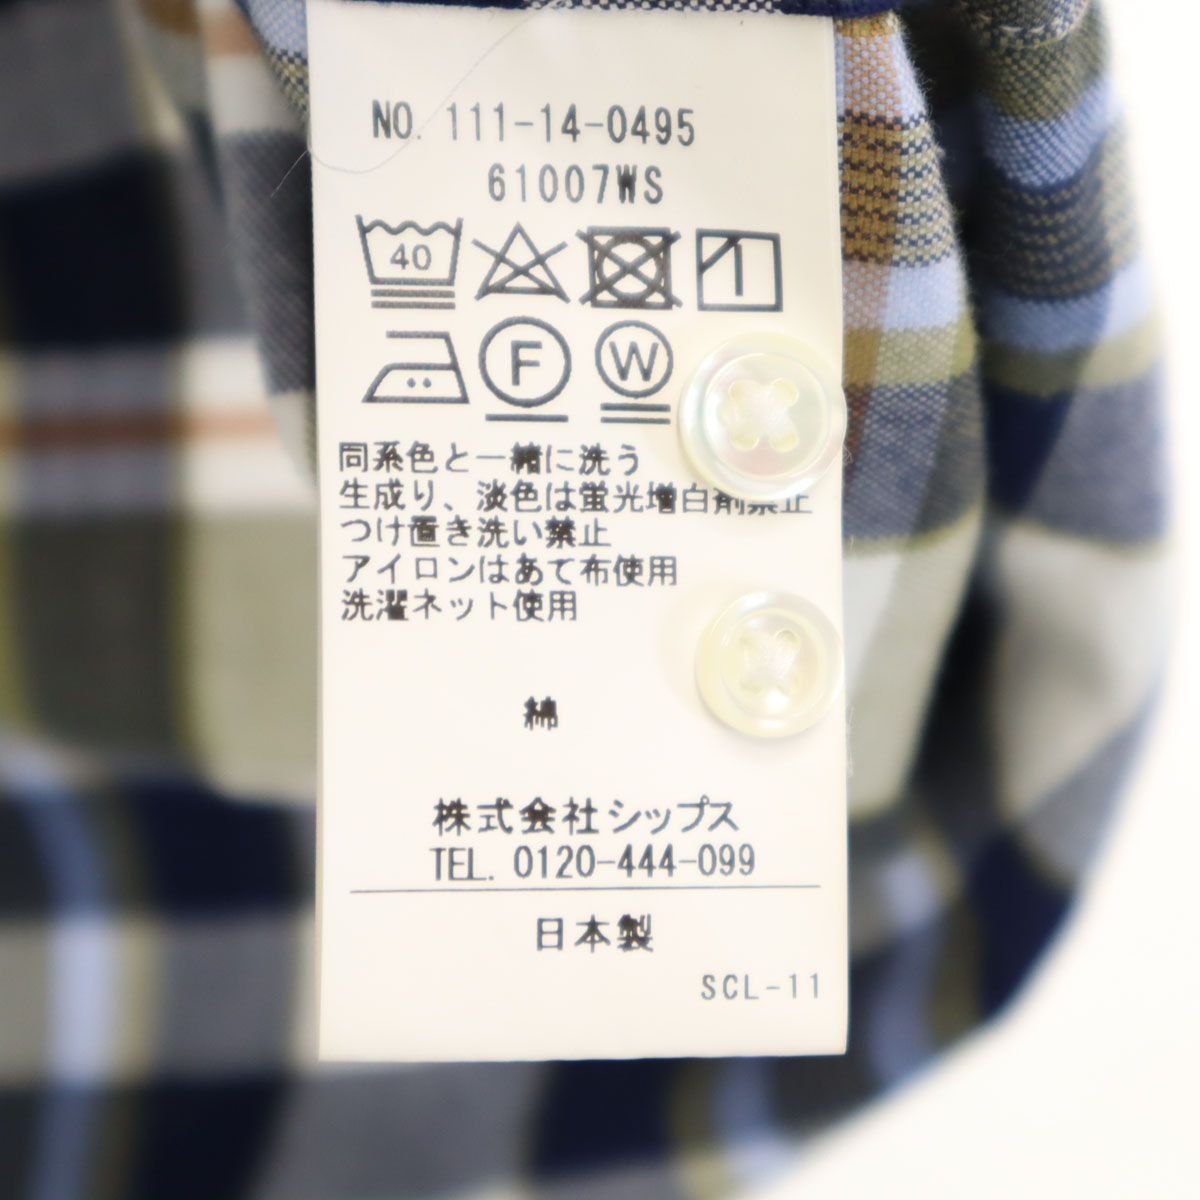 NO. 111-14-0495
61007WS
40
F W
同系色と一緒に洗う
生成り、淡色は蛍光増白剤禁止
つけ置き洗い禁止
アイロンはあて布使用
洗濯ネット使用
綿
株式会社シップス
TEL. 0120-444-099
日本製
SCL-11